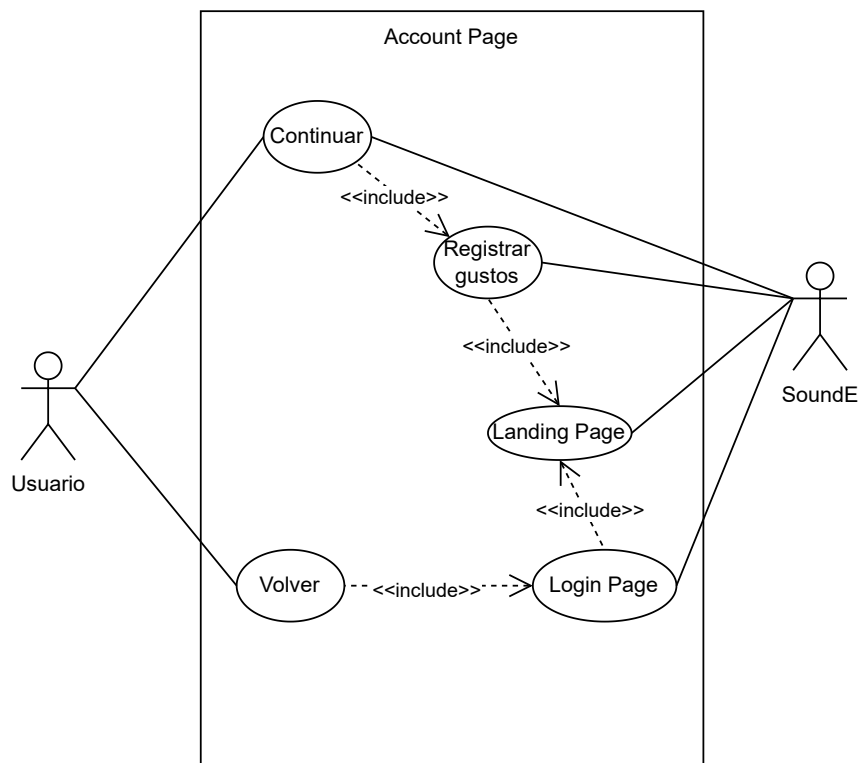 Account Page
Continuar
<<include>>
Registrar
gustos
<<include>>
SoundE
Landing Page
Usuario
<<include>>
Volver
<<include>>
Login Page